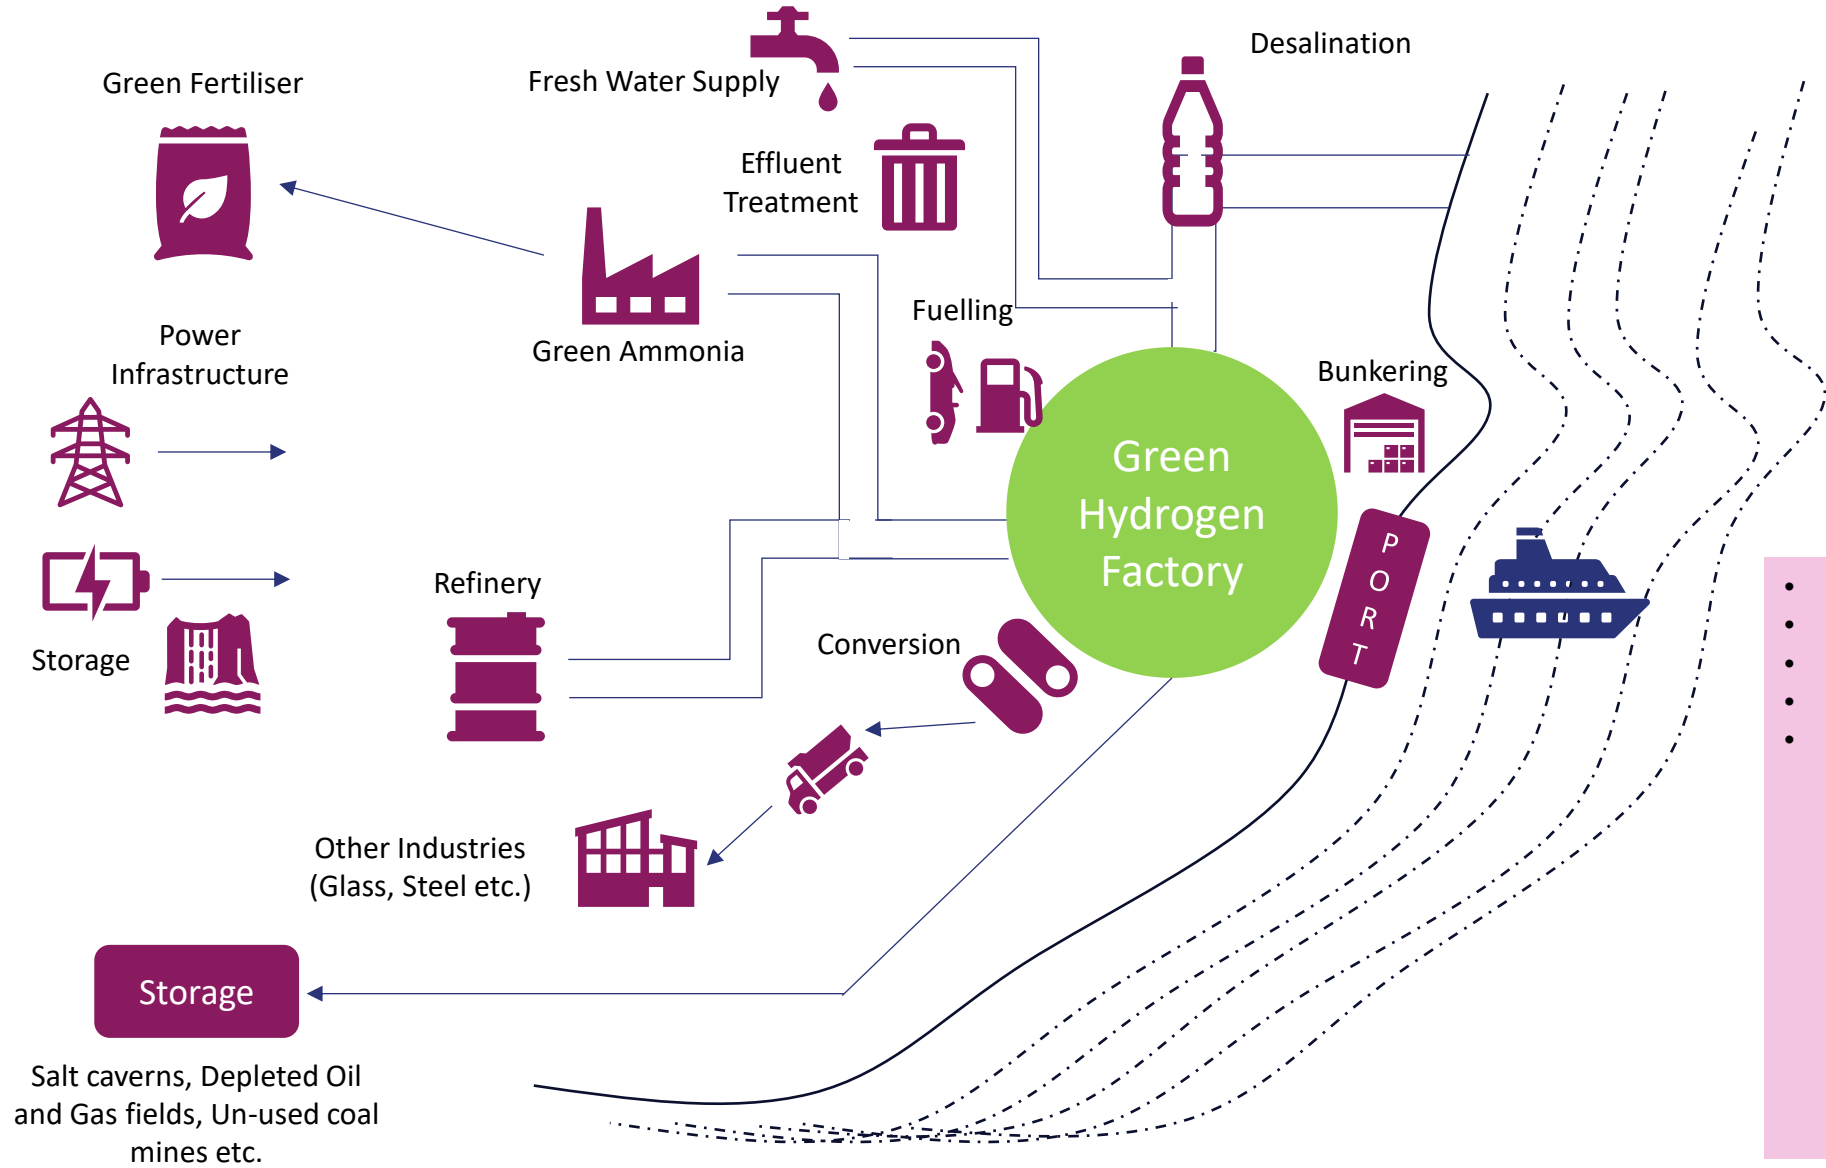 Desalination
Green Fertiliser
Fresh Water Supply
Effluent
Treatment
Fuelling
Power
Infrastructure
Green Ammonia
Bunkering
Green
Hydrogen
Factory
P
O
R
T
Refinery
Storage
Conversion
Other Industries
(Glass, Steel etc.)
Storage
Salt caverns, Depleted Oil
and Gas fields, Un-used coal
mines etc.
•
•
•
•
•